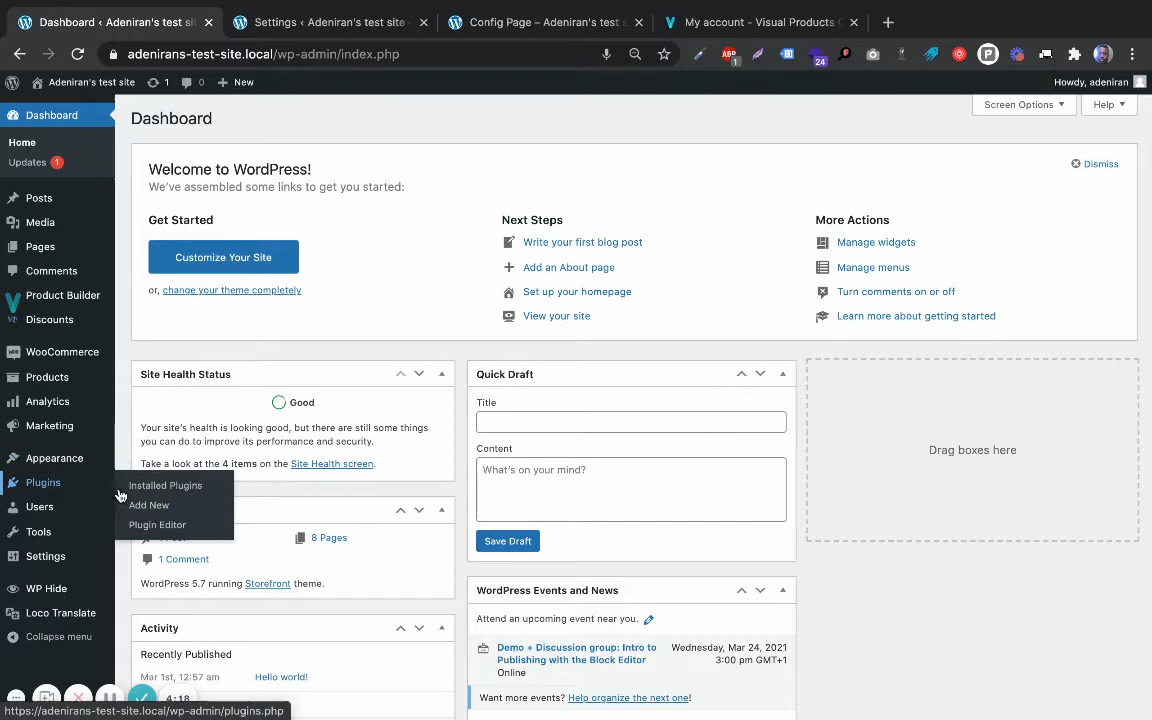 Dashboard ‹ Adeniran's test sit
Settings ‹ Adeniran's test site -
Config Page – Adeniran's test s
My account - Visual Products C
adenirans-test-site.local/wp-admin/index.php
1
24
Adeniran's test site
1
0
New
Howdy, adeniran
Dashboard
Home
Updates 1
Posts
Media
Pages
Comments
Product Builder
Discounts
WooCommerce
Products
Analytics
Marketing
Appearance
Plugins
Users
Tools
Settings
WP Hide
Loco Translate
Collapse menu
Installed Plugins
Add New
Plugin Editor
Dashboard
Screen Options
Help
Welcome to WordPress!
We've assembled some links to get you started:
Dismiss
Get Started
Customize Your Site
or, change your theme completely
Next Steps
Write your first blog post
Add an About page
Set up your homepage
View your site
More Actions
Manage widgets
Manage menus
Turn comments on or off
Learn more about getting started
Site Health Status
Good
Your site's health is looking good, but there are still some things
you can do to improve its performance and security.
Take a look at the 4 items on the Site Health screen.
8 Pages
1 Comment
WordPress 5.7 running Storefront theme.
Activity
Recently Published
Mar 1st, 12:57 am
Hello world!
Quick Draft
Title
Content
What's on your mind?
Save Draft
WordPress Events and News
Attend an upcoming event near you.
Demo + Discussion group: Intro to
Publishing with the Block Editor
Online
Wednesday, Mar 24, 2021
3:00 pm GMT+1
Want more events? Help organize the next one!
Drag boxes here
4:18
https://adenirans-test-site.local/wp-admin/plugins.php